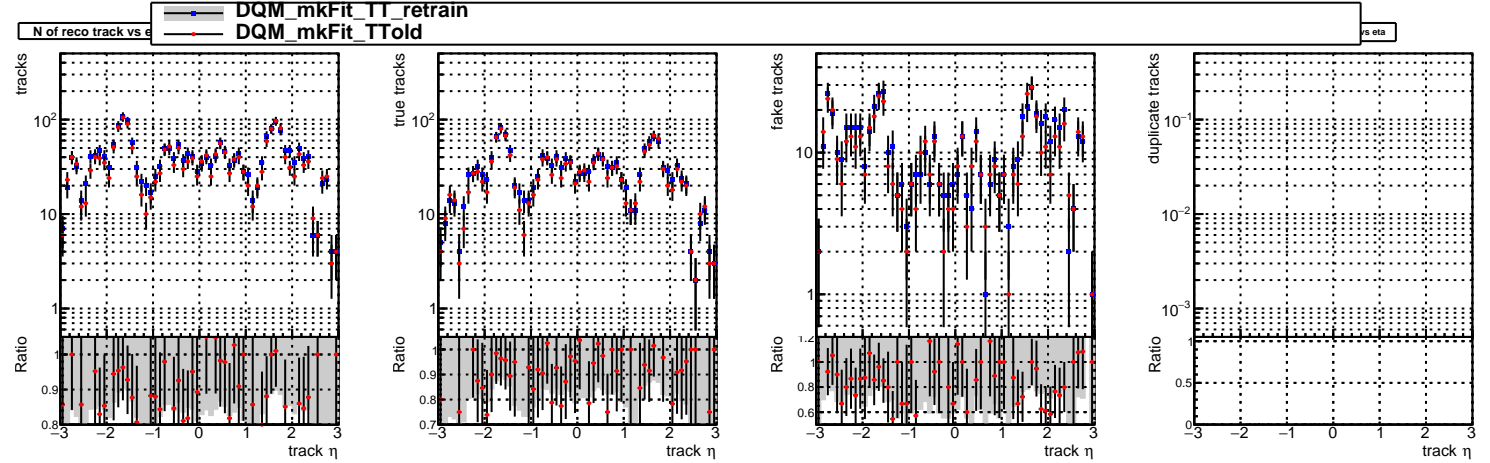 DQM_mkFit_TT_retrain
DQM_mkFit_TTold
N of reco track vs e
vs eta
tracks
10²
10
1
Ratio
1
0.9
0.8
−3 −2 −1 0 1 2 3
track η
true tracks
10²
10
1
Ratio
1
0.9
0.8
0.7
−3 −2 −1 0 1 2 3
track η
fake tracks
10
1
Ratio
1.2
1
0.8
0.6
−3 −2 −1 0 1 2 3
track η
duplicate tracks
10⁻¹
10⁻²
10⁻³
Ratio
1
0.5
0
−3 −2 −1 0 1 2 3
track η